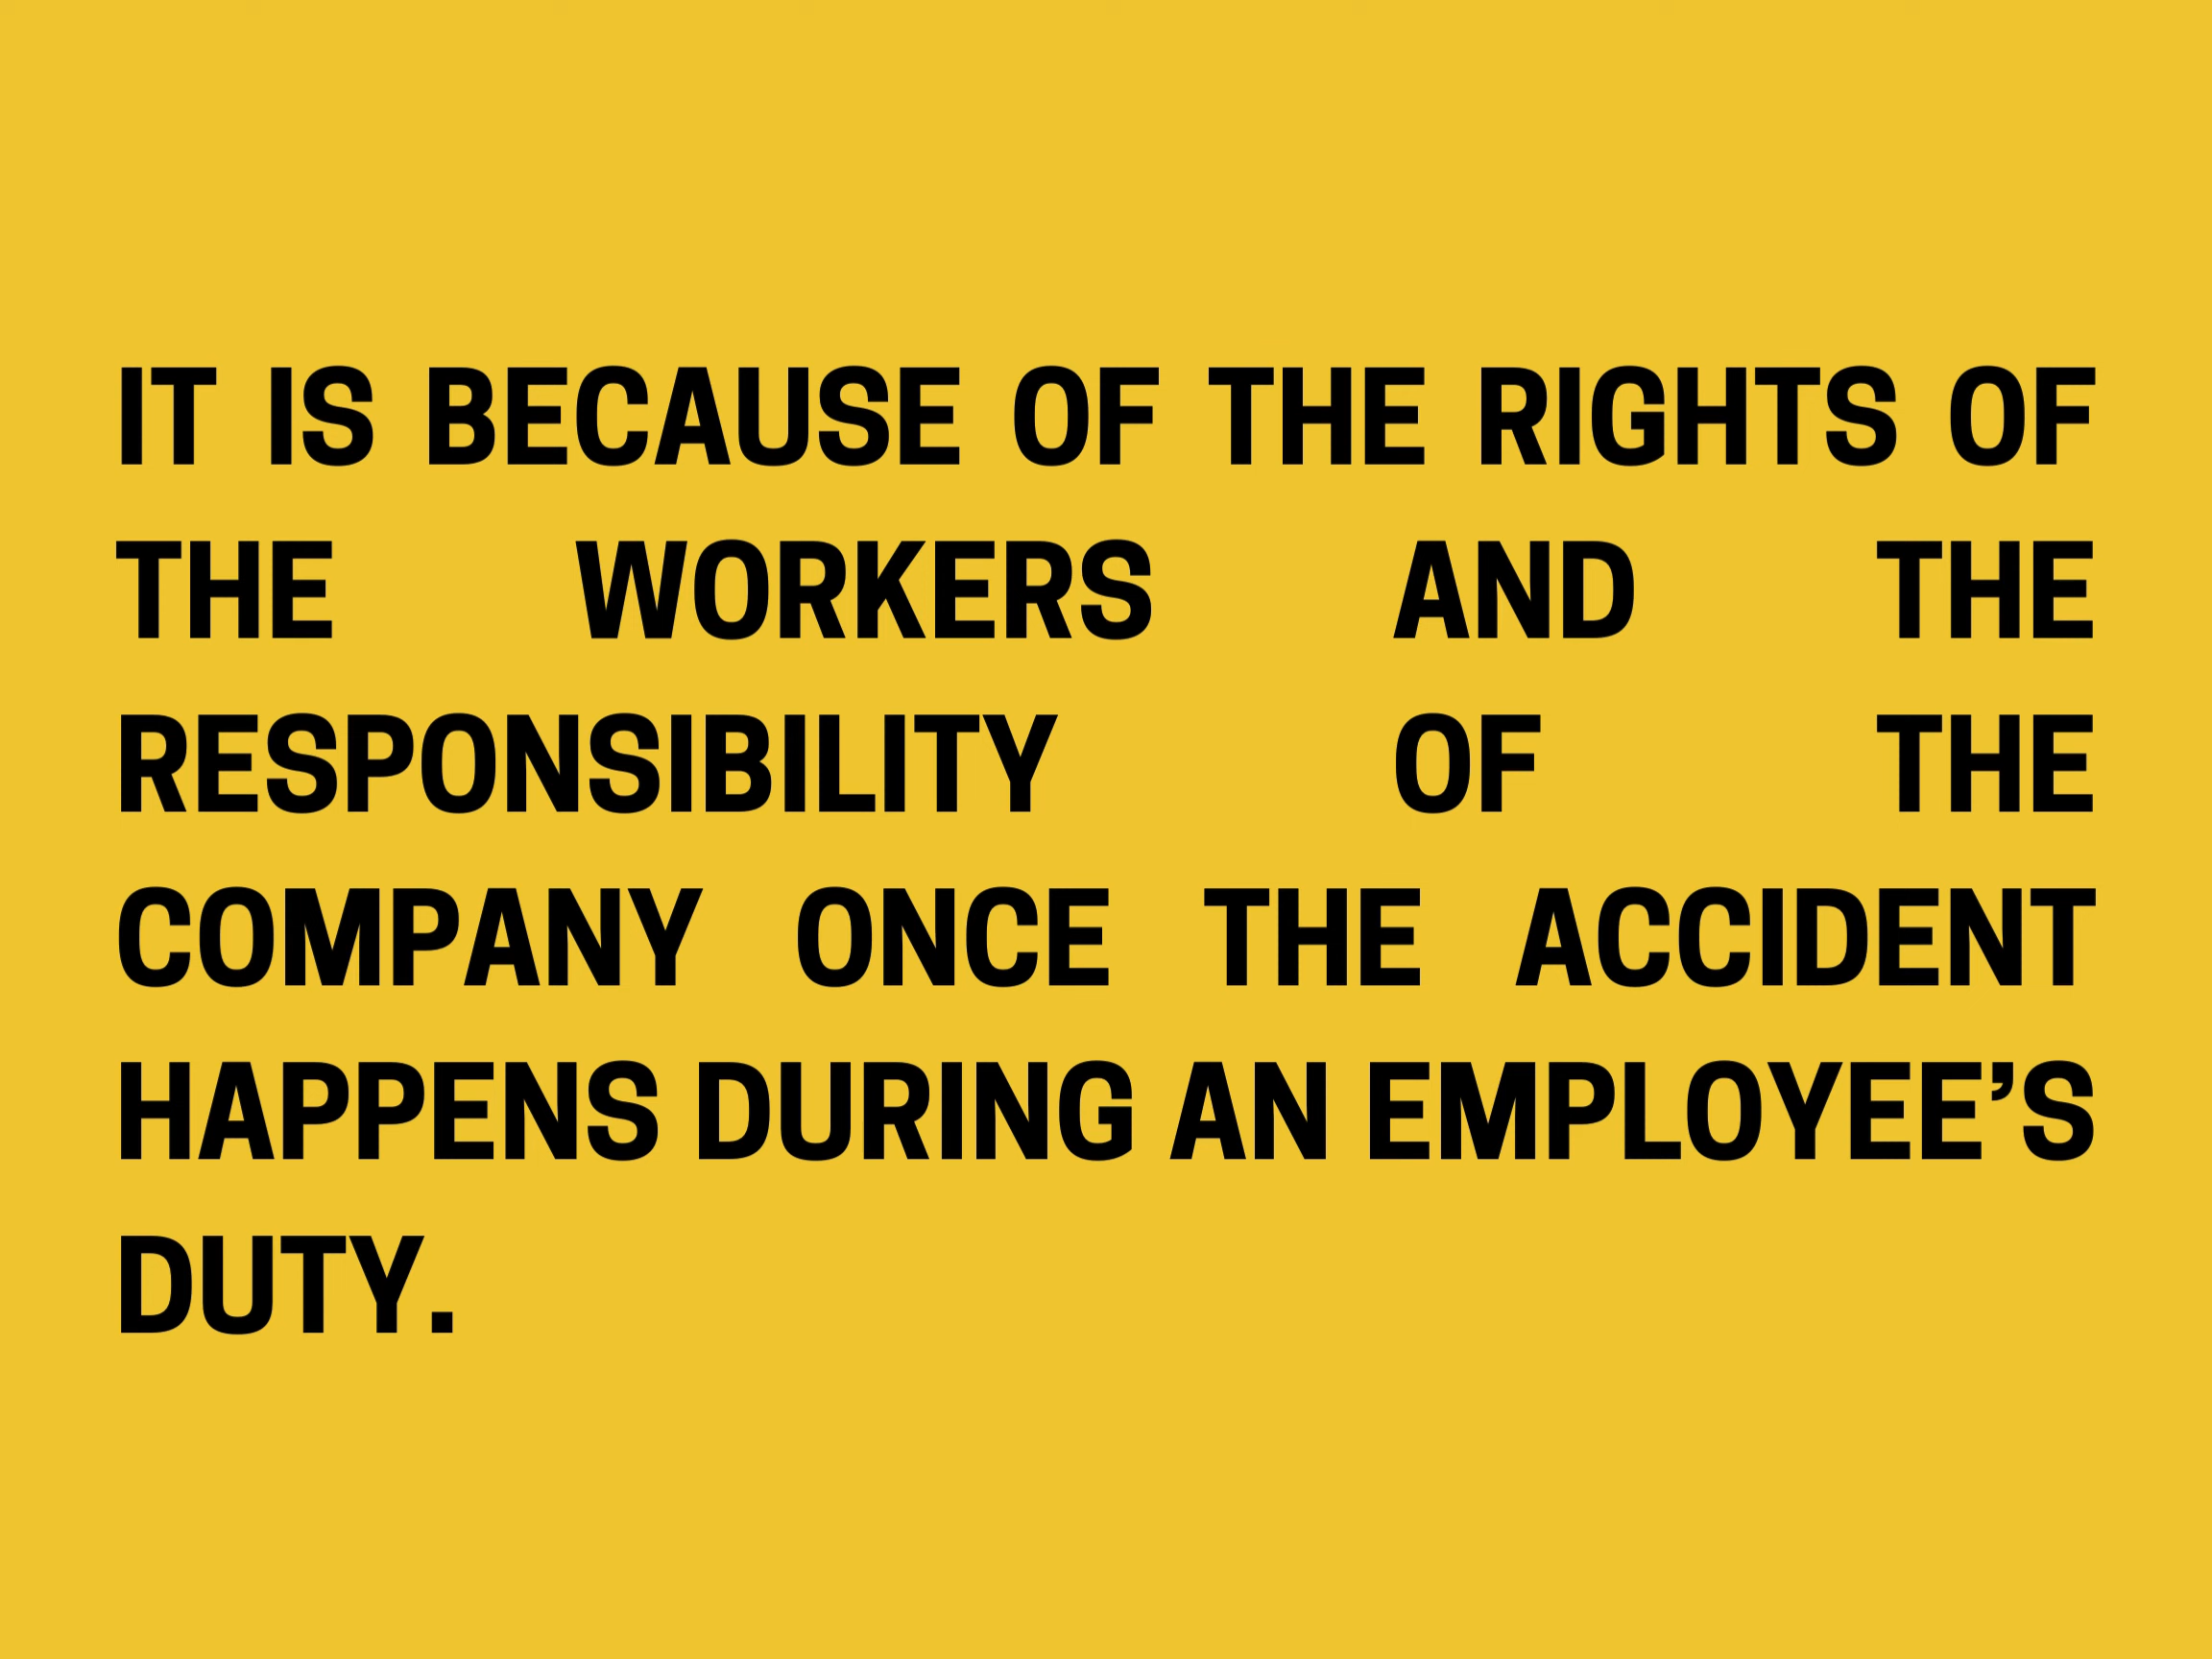 IT IS BECAUSE OF THE RIGHTS OF
THE WORKERS AND THE
RESPONSIBILITY OF THE
COMPANY ONCE THE ACCIDENT
HAPPENS DURING AN EMPLOYEE’S
DUTY.